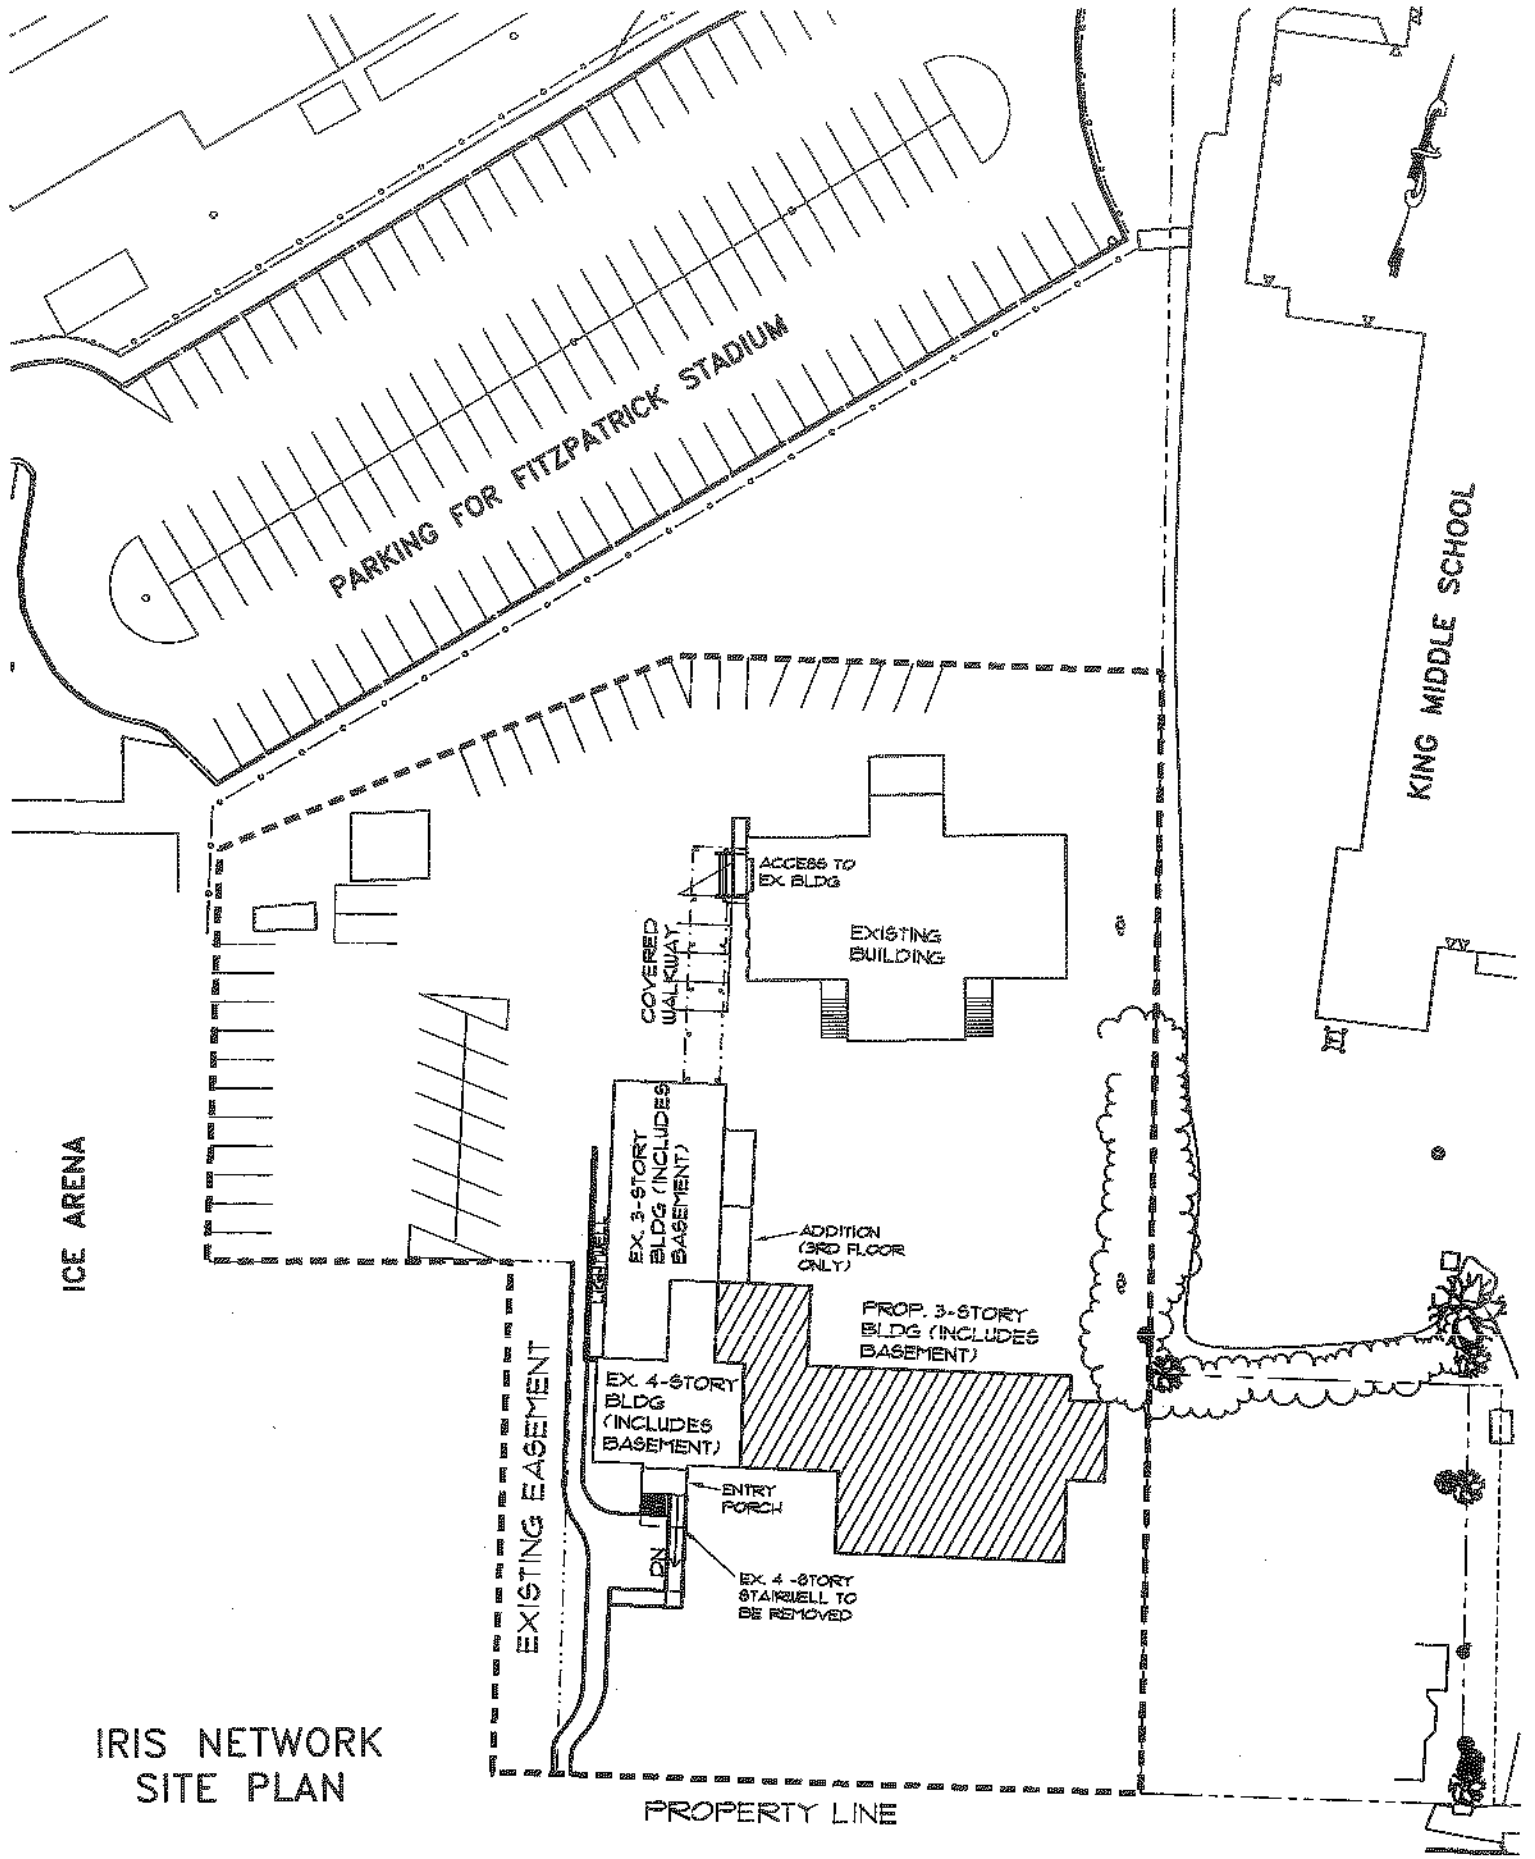 PARKING FOR FITZPATRICK STADIUM
KING MIDDLE SCHOOL
ACCESS TO
EX. BLDG
EXISTING
BUILDING
COVERED
WALKWAY
EX. 3-STORY
BLDG (INCLUDES
BASEMENT)
LIGHTWELL
ICE ARENA
ADDITION
(3RD FLOOR
ONLY)
PROP. 3-STORY
BLDG (INCLUDES
BASEMENT)
EX. 4-STORY
BLDG
(INCLUDES
BASEMENT)
EXISTING EASEMENT
ENTRY
PORCH
DN
EX. 4 -STORY
STAIRWELL TO
BE REMOVED
IRIS NETWORK
SITE PLAN
PROPERTY LINE